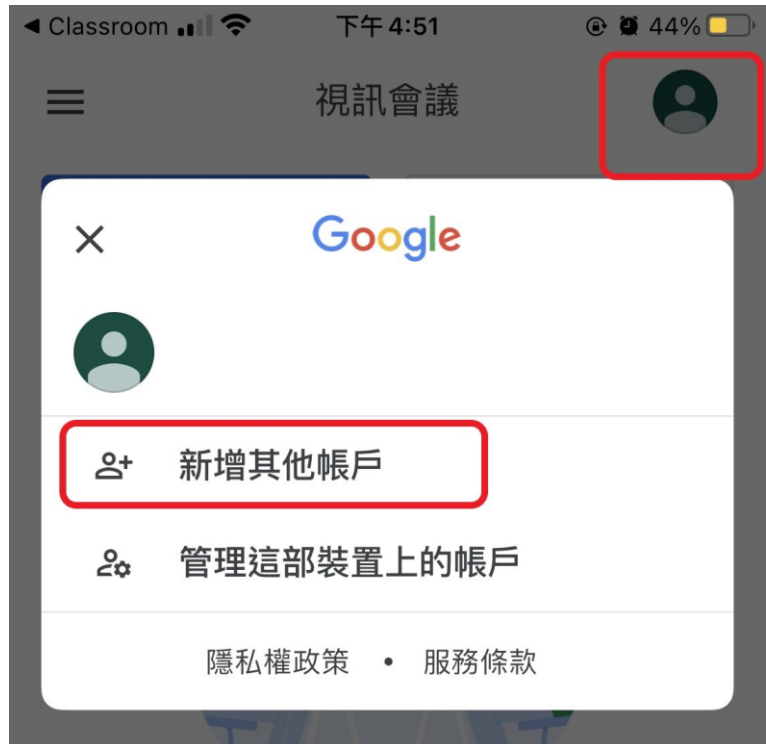 ◀ Classroom 下午 4:51 44%
視訊會議
Google
新增其他帳戶
管理這部裝置上的帳戶
隱私權政策 • 服務條款